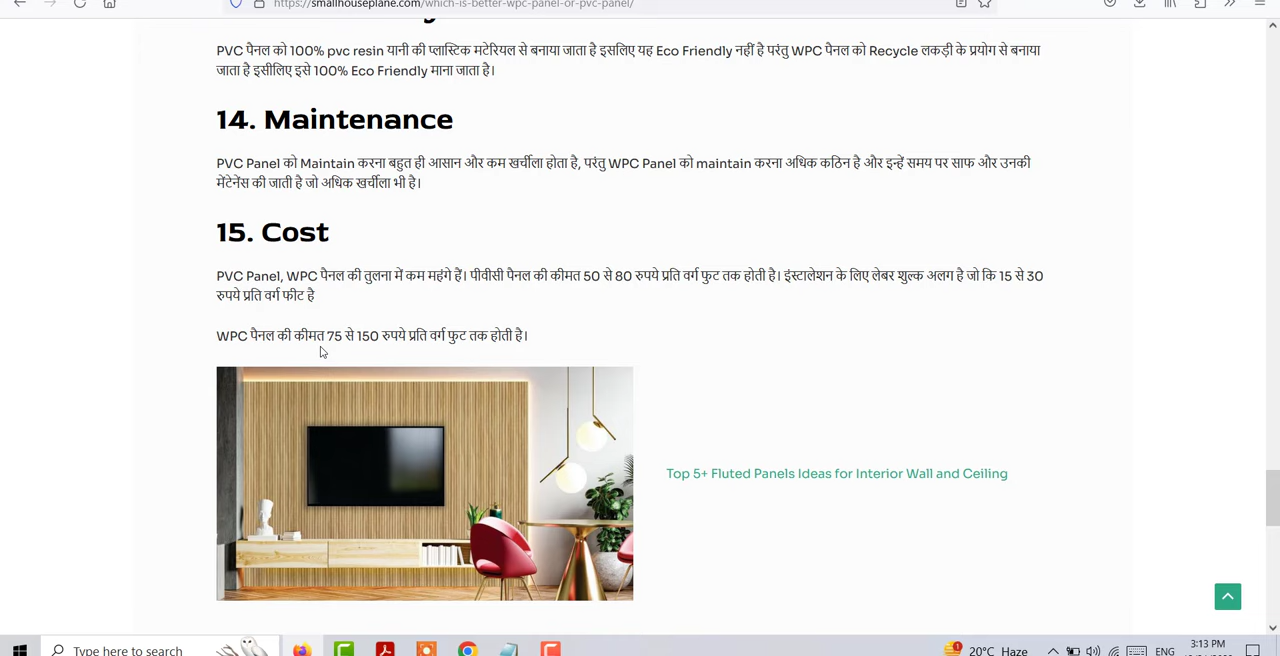 https://smallhouseplane.com/which-is-better-wpc-panel-or-pvc-panel/
PVC पैनल को 100% pvc resin यानी की प्लास्टिक मटेरियल से बनाया जाता है इसलिए यह Eco Friendly नहीं है परंतु WPC पैनल को Recycle लकड़ी के प्रयोग से बनाया
जाता है इसीलिए इसे 100% Eco Friendly माना जाता है।
14. Maintenance
PVC Panel को Maintain करना बहुत ही आसान और कम खर्चीला होता है, परंतु WPC Panel को maintain करना अधिक कठिन है और इन्हें समय पर साफ और उनकी
मेंटेनेंस की जाती है जो अधिक खर्चीला भी है।
15. Cost
PVC Panel, WPC पैनल की तुलना में कम महंगे हें। पीवीसी पैनल की कीमत 50 से 80 रुपये प्रति वर्ग फुट तक होती है। इंस्टालेशन के लिए लेबर शुल्क अलग है जो कि 15 से 30
रुपये प्रति वर्ग फीट है
WPC पैनल की कीमत 75 से 150 रुपये प्रति वर्ग फुट तक होती है।
Top 5+ Fluted Panels Ideas for Interior Wall and Ceiling
Type here to search
20°C Haze
ENG
3:13 PM